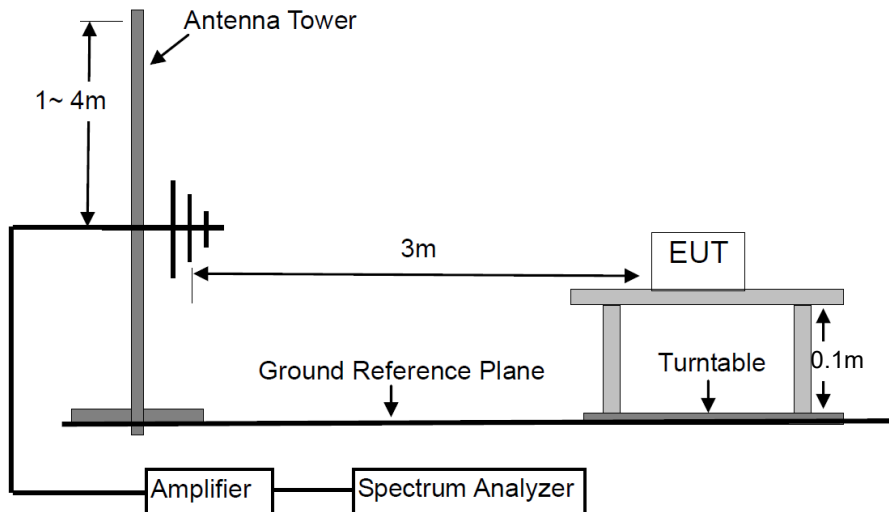 Antenna Tower
1~ 4m
3m
EUT
0.1m
Turntable
Ground Reference Plane
Amplifier
Spectrum Analyzer